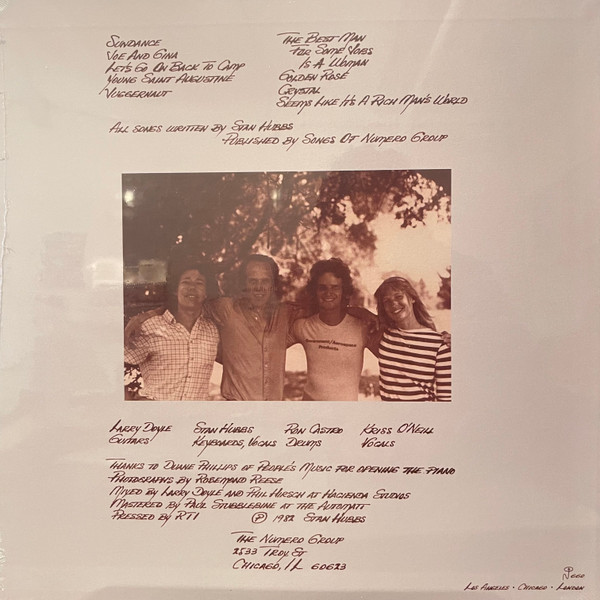 Sundance
Joe And Gina
Let's Go On Back To Camp
Young Saint Augustine
Juggernaut
The Best Man
For Some Jobs
Is A Woman
Golden Rosé
Crystal
Seems Like It's A Rich Man's World
All songs written by Stan Hubbs
Published by Songs Of Numero Group
Larry Doyle
Guitars
Stan Hubbs
Keyboards, Vocals
Ron Castro
Drums
Kriss O'Neill
Vocals
Thanks to Duane Phillips of People's Music for opening the piano
Photographs by Rosemand Reese
Mixed by Larry Doyle and Phil Hirsch at Hacienda Studios
Mastered by Paul Stubblebine at the Automatt
Pressed by RTI
℗ 1982 Stan Hubbs
The Numero Group
2533 Troy St
Chicago, IL 60623
Los Angeles · Chicago · London